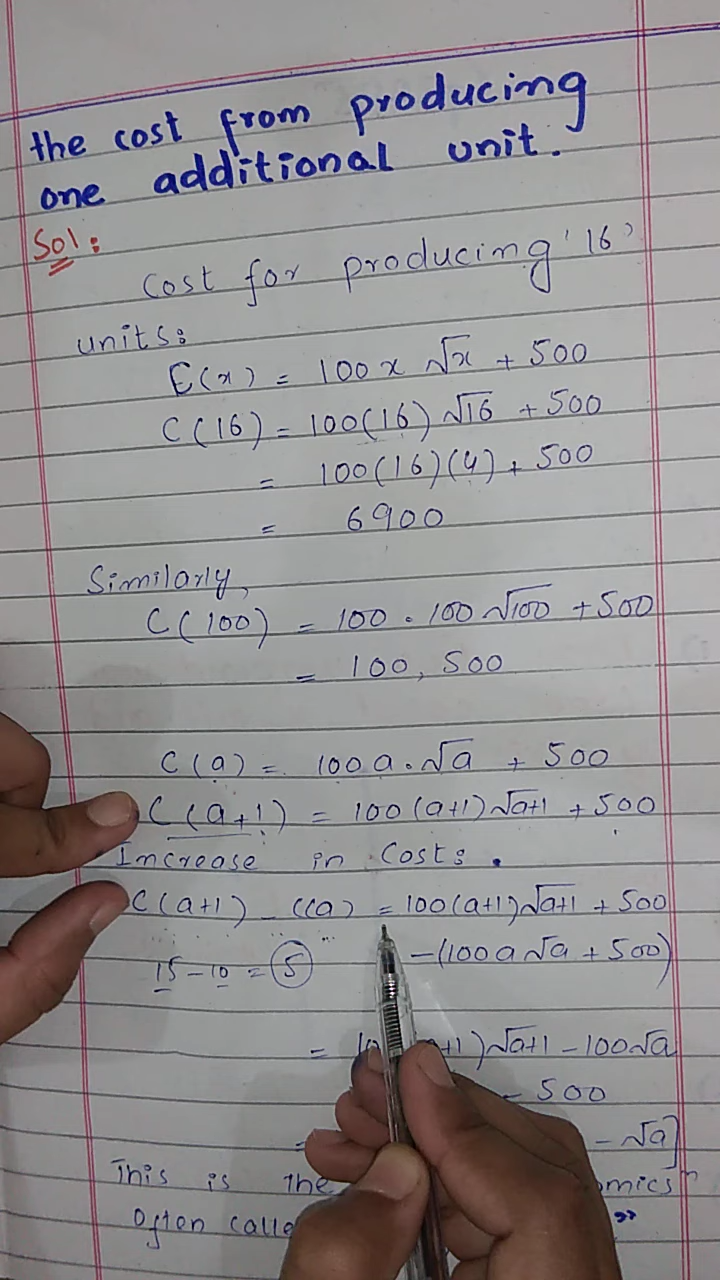 the cost from producing
one additional unit.
Sol:
Cost for producing '16'
units:
C(x) = 100x √x + 500
C(16) = 100(16) √16 + 500
= 100(16)(4) + 500
= 6900
Similarly,
C(100) = 100 . 100 √100 + 500
= 100,500
C(a) = 100a.√a + 500
C(a+1) = 100(a+1)√a+1 + 500
Increase in Costs.
C(a+1) - C(a) = 100(a+1)√a+1 + 500
-(100a√a + 500)
15 - 10 = 5
= +1)√a+1 - 100√a
- 500
= - √a]
This is the
Often called "